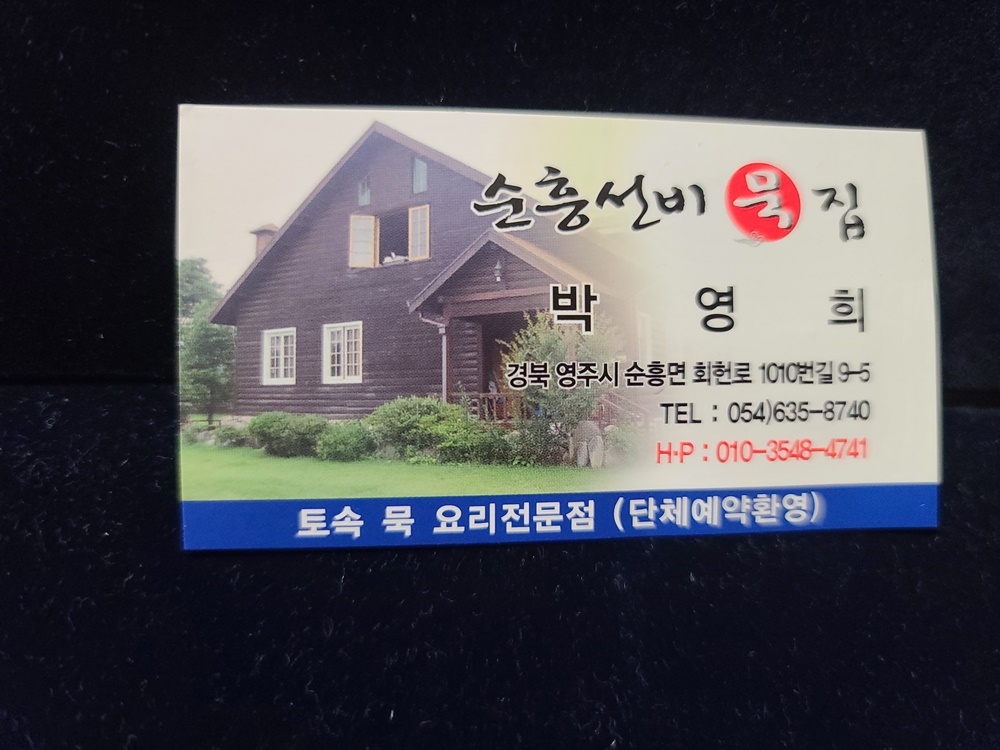 순흥선비 묵 집
박 영 희
경북 영주시 순흥면 회헌로 1010번길 9-5
TEL : 054)635-8740
H·P : 010-3548-4741
토속 묵 요리전문점 (단체예약환영)